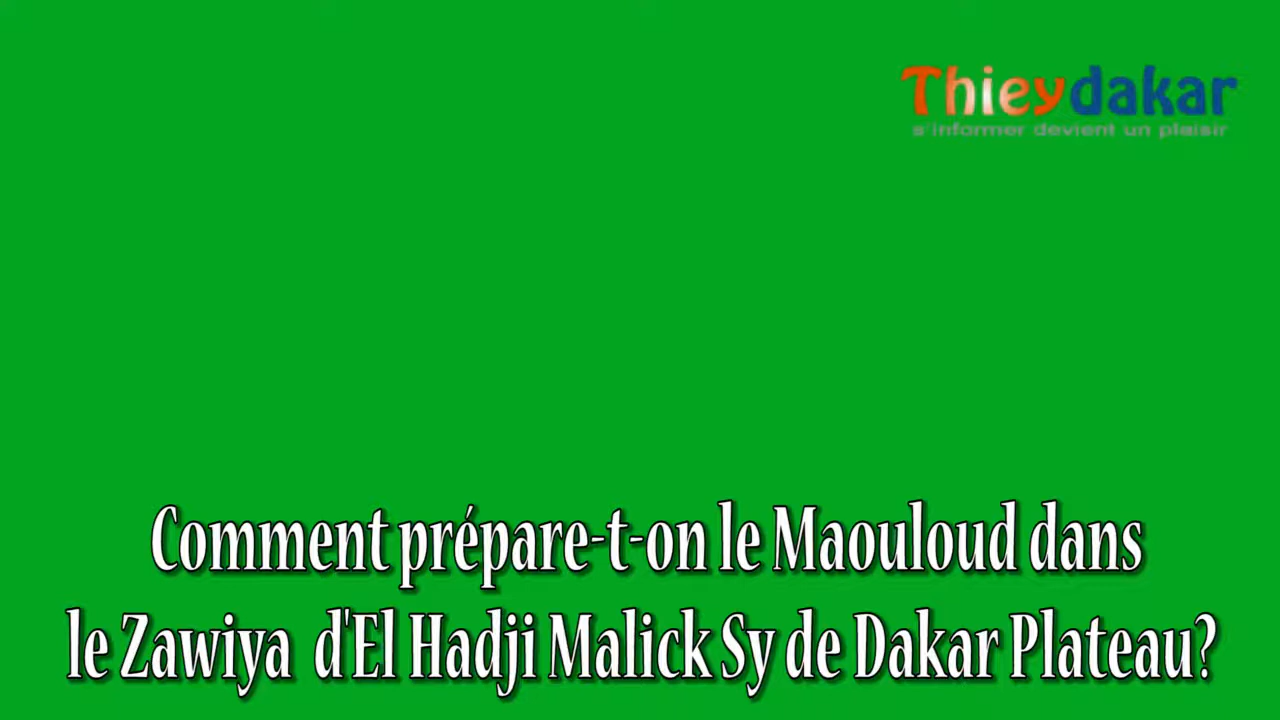 Thieydakar
s'informer devient un plaisir
Comment prépare-t-on le Maouloud dans
le Zawiya d'El Hadji Malick Sy de Dakar Plateau?